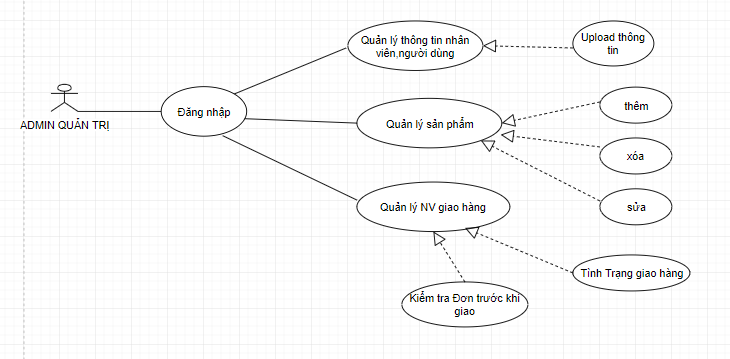 Quản lý thông tin nhân
viên,người dùng
Upload thông
tin
ADMIN QUẢN TRỊ
Đăng nhập
Quản lý sản phẩm
thêm
xóa
sửa
Quản lý NV giao hàng
Tình Trạng giao hàng
Kiểm tra Đơn trước khi
giao